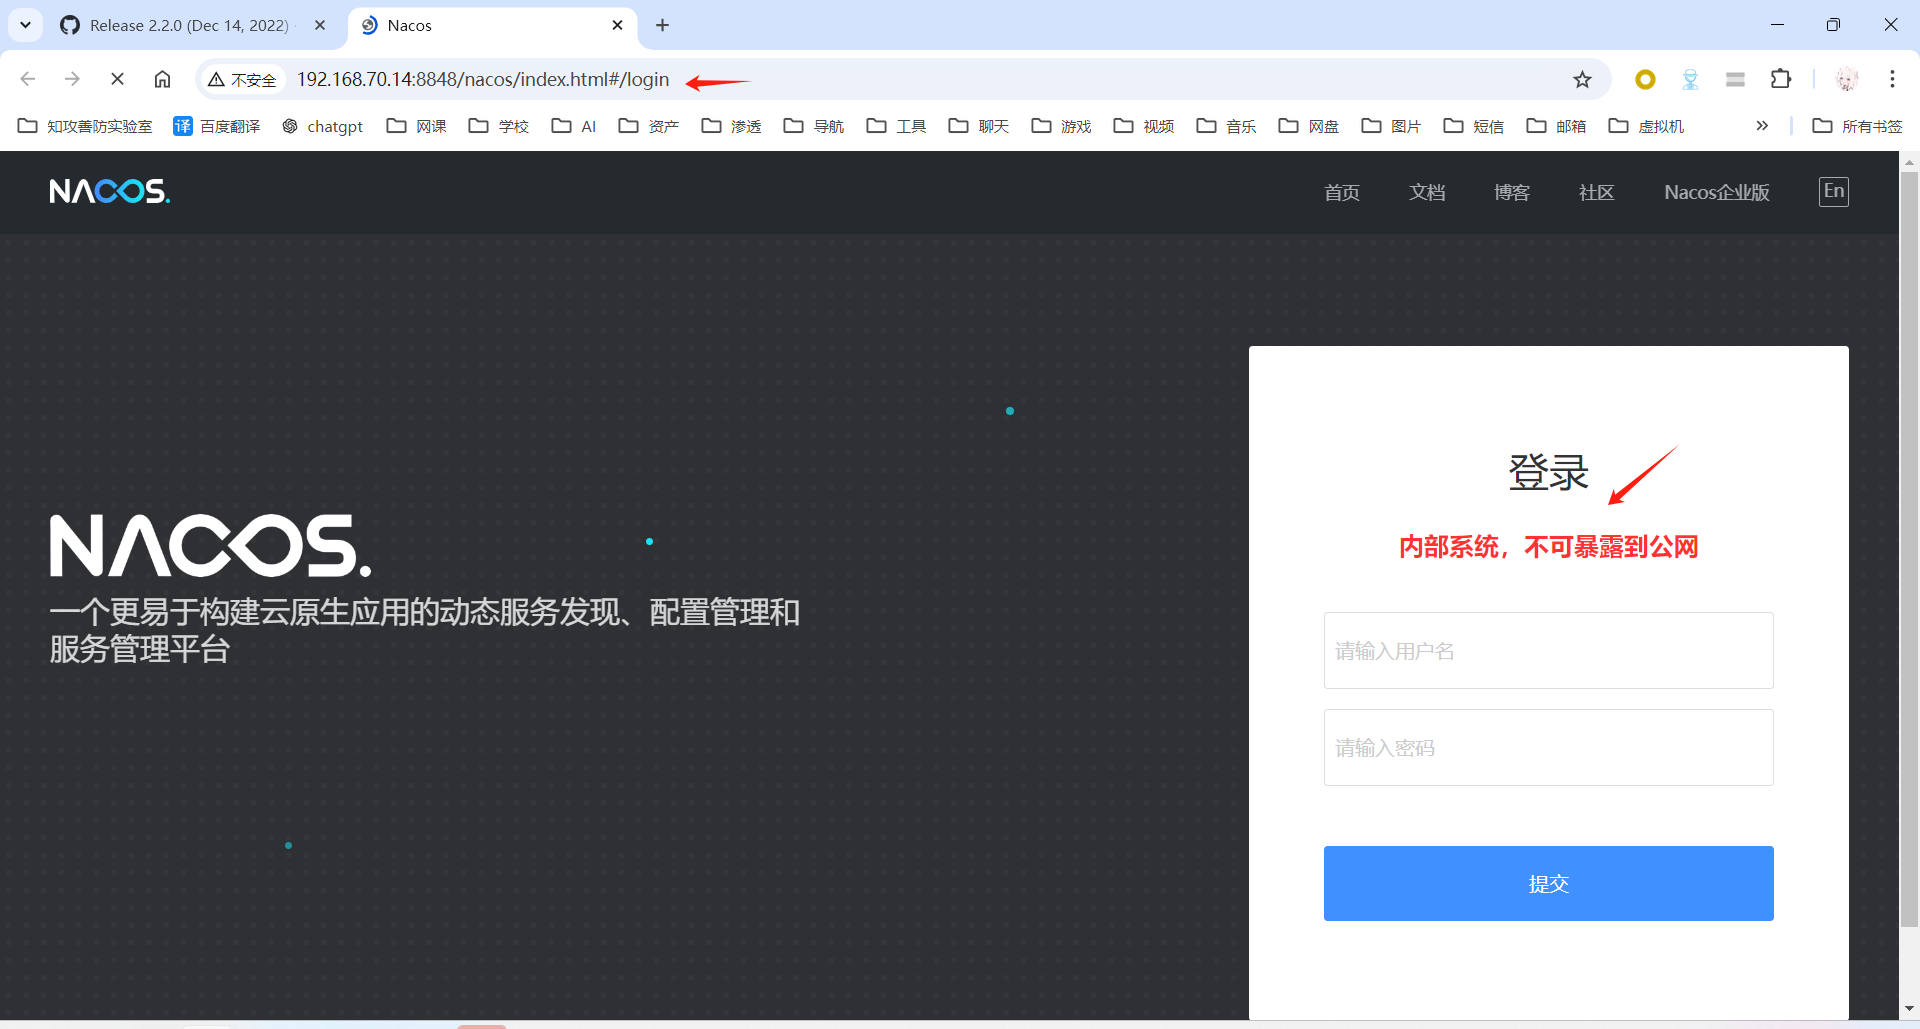 Release 2.2.0 (Dec 14, 2022)
Nacos
不安全
192.168.70.14:8848/nacos/index.html#/login
知攻善防实验室
译
百度翻译
chatgpt
网课
学校
AI
资产
渗透
导航
工具
聊天
游戏
视频
音乐
网盘
图片
短信
邮箱
虚拟机
所有书签
NACOS.
首页
文档
博客
社区
Nacos企业版
En
NACOS.
一个更易于构建云原生应用的动态服务发现、配置管理和
服务管理平台
登录
内部系统，不可暴露到公网
请输入用户名
请输入密码
提交